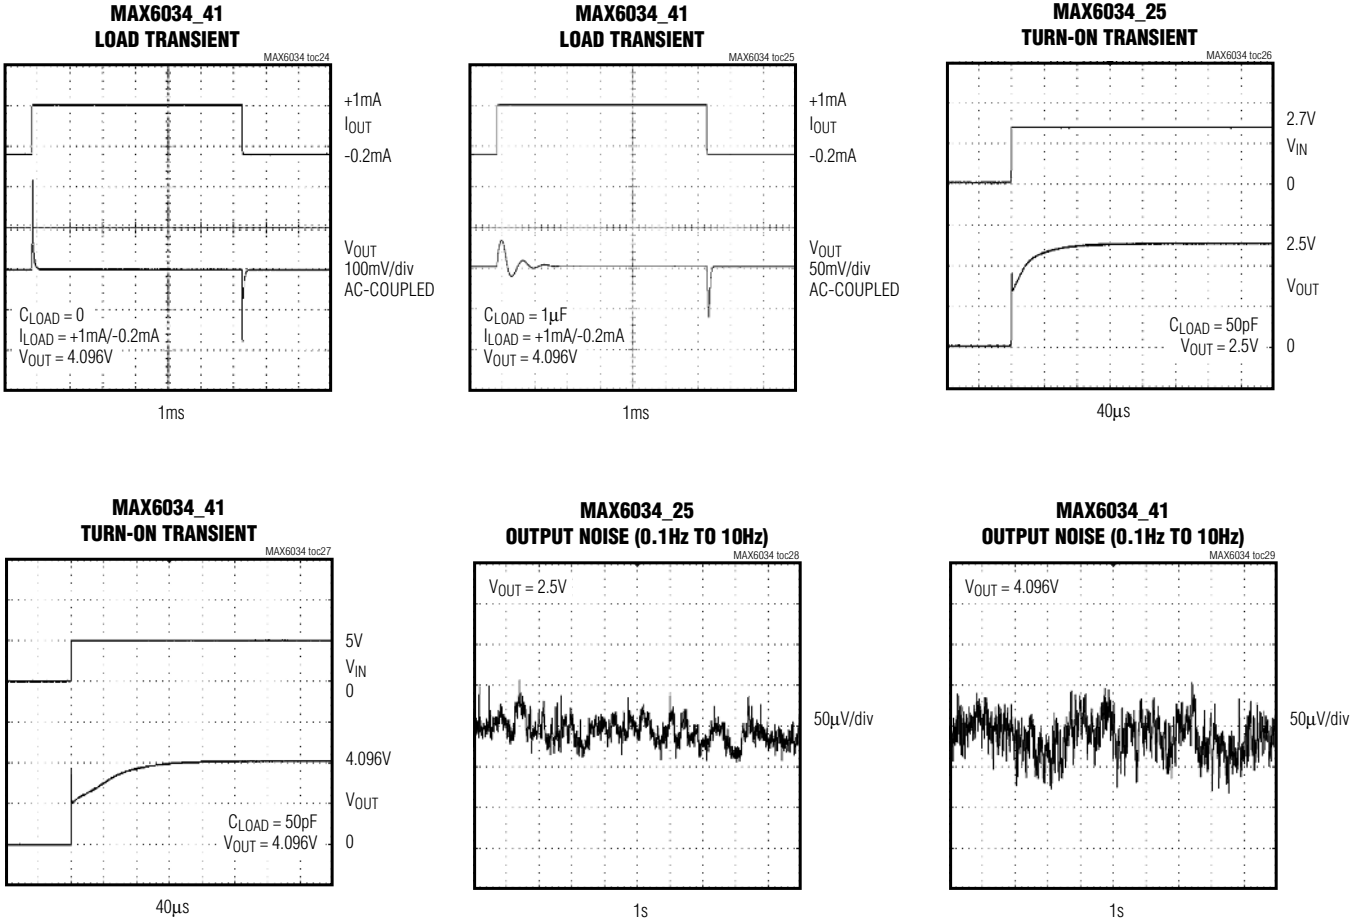 MAX6034_41
LOAD TRANSIENT
MAX6034 toc24
+1mA
IOUT
-0.2mA
VOUT
100mV/div
AC-COUPLED
CLOAD = 0
ILOAD = +1mA/-0.2mA
VOUT = 4.096V
1ms
MAX6034_41
LOAD TRANSIENT
MAX6034 toc25
+1mA
IOUT
-0.2mA
VOUT
50mV/div
AC-COUPLED
CLOAD = 1µF
ILOAD = +1mA/-0.2mA
VOUT = 4.096V
1ms
MAX6034_25
TURN-ON TRANSIENT
MAX6034 toc26
2.7V
VIN
0
2.5V
VOUT
CLOAD = 50pF
VOUT = 2.5V
0
40µs
MAX6034_41
TURN-ON TRANSIENT
MAX6034 toc27
5V
VIN
0
4.096V
VOUT
CLOAD = 50pF
VOUT = 4.096V
0
40µs
MAX6034_25
OUTPUT NOISE (0.1Hz TO 10Hz)
MAX6034 toc28
VOUT = 2.5V
50µV/div
1s
MAX6034_41
OUTPUT NOISE (0.1Hz TO 10Hz)
MAX6034 toc29
VOUT = 4.096V
50µV/div
1s